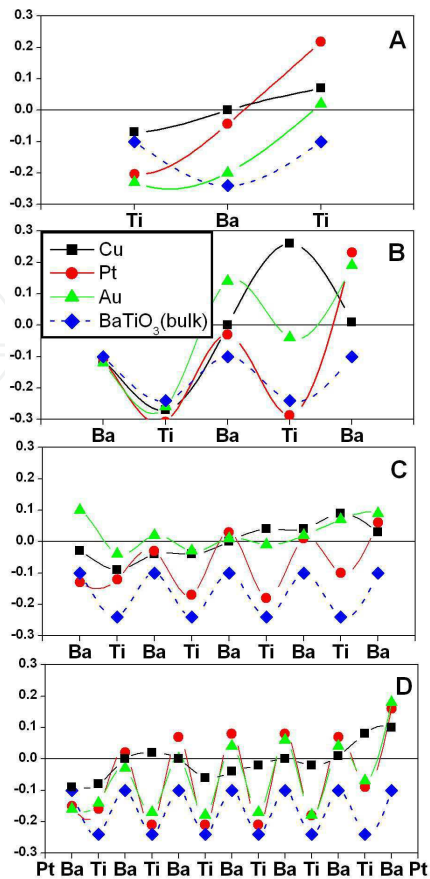 0.3
A
0.2
0.1
0.0
-0.1
-0.2
-0.3
Ti Ba Ti
0.3
B
0.2
0.1
0.0
-0.1
-0.2
-0.3
Cu
Pt
Au
BaTiO3(bulk)
Ba Ti Ba Ti Ba
0.3
C
0.2
0.1
0.0
-0.1
-0.2
-0.3
Ba Ti Ba Ti Ba Ti Ba Ti Ba
0.3
D
0.2
0.1
0.0
-0.1
-0.2
-0.3
Pt Ba Ti Ba Ti Ba Ti Ba Ti Ba Ti Ba Ti Ba Pt